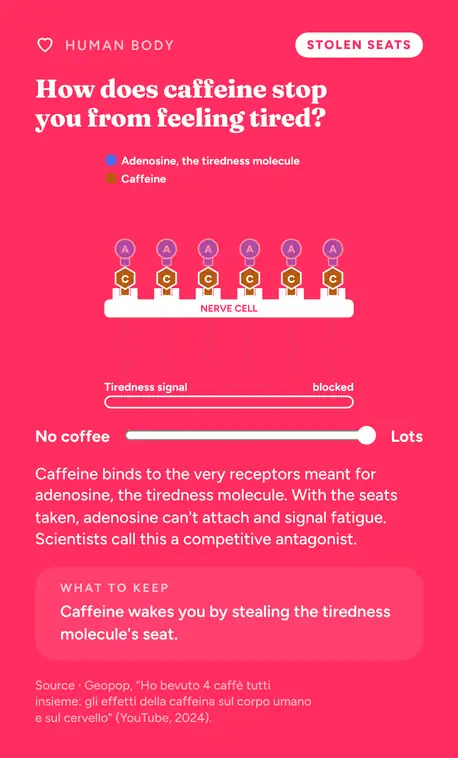 HUMAN BODY
STOLEN SEATS
How does caffeine stop
you from feeling tired?
Adenosine, the tiredness molecule
Caffeine
A A A A A A
C C C C C C
NERVE CELL
Tiredness signal blocked
No coffee Lots
Caffeine binds to the very receptors meant for
adenosine, the tiredness molecule. With the seats
taken, adenosine can't attach and signal fatigue.
Scientists call this a competitive antagonist.
WHAT TO KEEP
Caffeine wakes you by stealing the tiredness
molecule's seat.
Source · Geopop, “Ho bevuto 4 caffè tutti
insieme: gli effetti della caffeina sul corpo umano
e sul cervello” (YouTube, 2024).